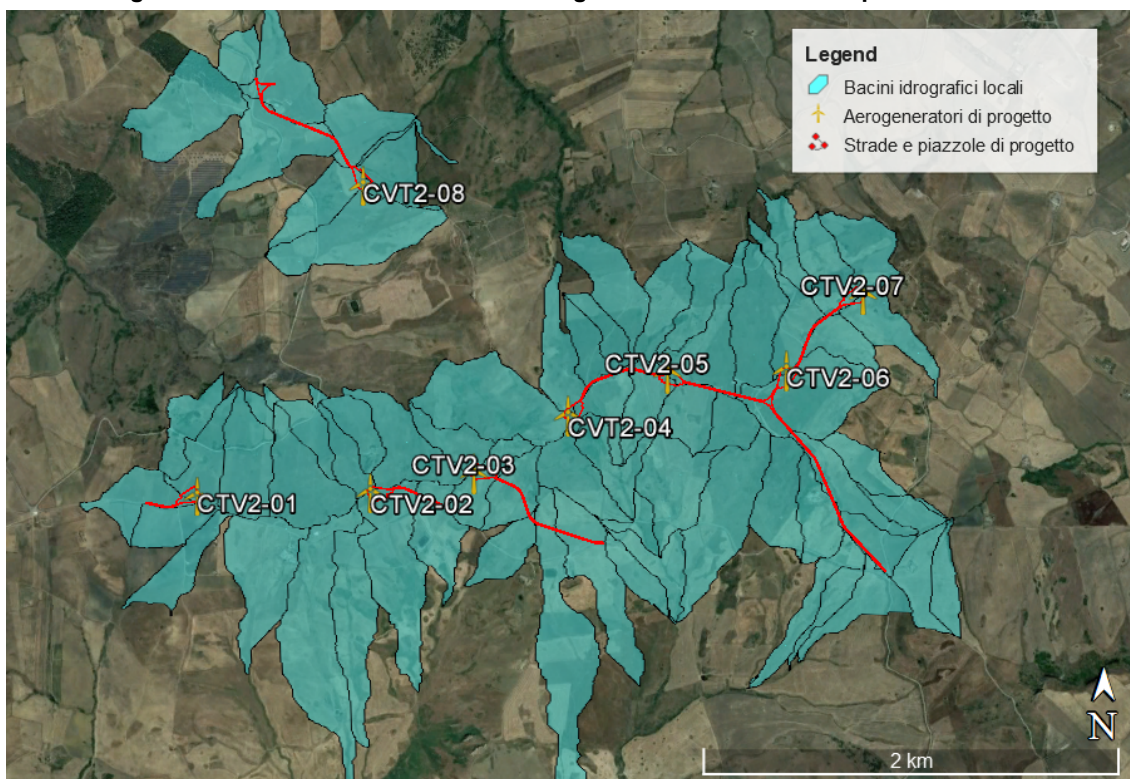 Legend
Bacini idrografici locali
Aerogeneratori di progetto
Strade e piazzole di progetto
CVT2-08
CTV2-07
CTV2-05
CTV2-06
CVT2-04
CTV2-03
CTV2-01
CTV2-02
N
2 km